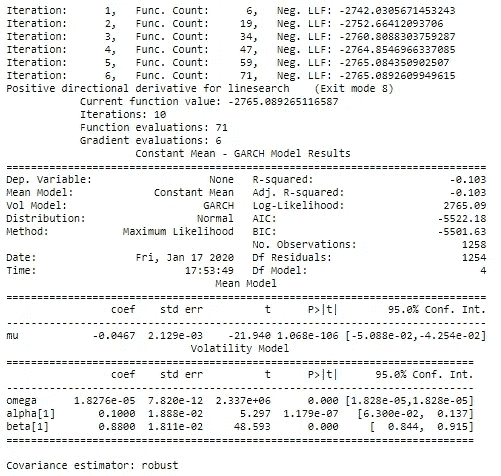 Iteration: 1, Func. Count: 6, Neg. LLF: -2742.0305671453243
Iteration: 2, Func. Count: 19, Neg. LLF: -2752.66412093706
Iteration: 3, Func. Count: 34, Neg. LLF: -2760.8088303759287
Iteration: 4, Func. Count: 47, Neg. LLF: -2764.8546966337085
Iteration: 5, Func. Count: 59, Neg. LLF: -2765.084350902507
Iteration: 6, Func. Count: 71, Neg. LLF: -2765.0892609949615
Positive directional derivative for linesearch (Exit mode 8)
Current function value: -2765.089265116587
Iterations: 10
Function evaluations: 71
Gradient evaluations: 6
Constant Mean - GARCH Model Results
Dep. Variable: None R-squared: -0.103
Mean Model: Constant Mean Adj. R-squared: -0.103
Vol Model: GARCH Log-Likelihood: 2765.09
Distribution: Normal AIC: -5522.18
Method: Maximum Likelihood BIC: -5501.63
No. Observations: 1258
Date: Fri, Jan 17 2020 Df Residuals: 1254
Time: 17:53:49 Df Model: 4
Mean Model
coef std err t P>|t| 95.0% Conf. Int.
mu -0.0467 2.129e-03 -21.940 1.068e-106 [-5.088e-02,-4.254e-02]
Volatility Model
coef std err t P>|t| 95.0% Conf. Int.
omega 1.8276e-05 7.820e-12 2.337e+06 0.000 [1.828e-05,1.828e-05]
alpha[1] 0.1000 1.888e-02 5.297 1.179e-07 [6.300e-02, 0.137]
beta[1] 0.8800 1.811e-02 48.593 0.000 [ 0.844, 0.915]
Covariance estimator: robust